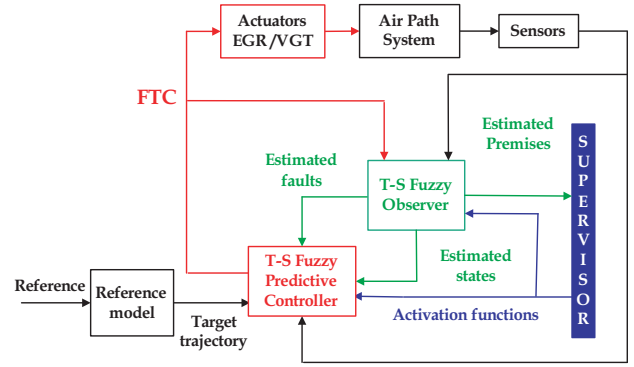 Actuators
EGR/VGT
Air Path
System
Sensors
FTC
Estimated
Premises
Estimated
faults
T-S Fuzzy
Observer
SUPERVISOR
T-S Fuzzy
Predictive
Controller
Estimated
states
Reference
Reference
model
Target
trajectory
Activation functions